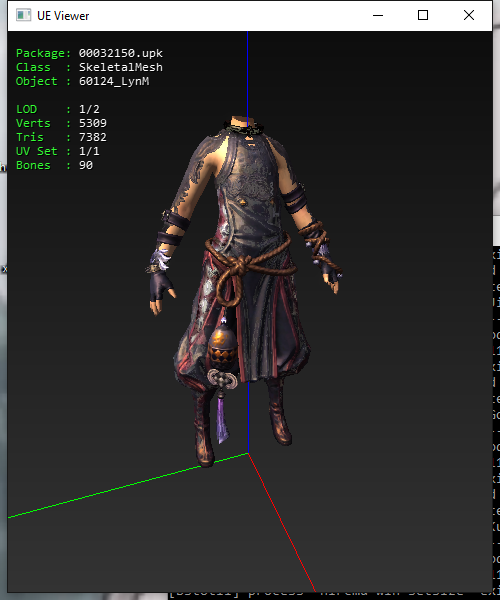 UE Viewer
Package: 00032150.upk
Class : SkeletalMesh
Object : 60124_LynM
LOD : 1/2
Verts : 5309
Tris : 7382
UV Set : 1/1
Bones : 90